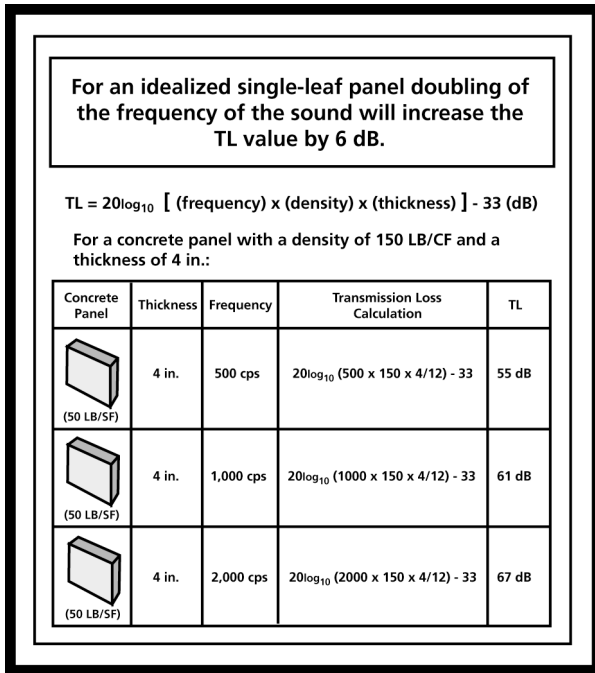 For an idealized single-leaf panel doubling of
the frequency of the sound will increase the
TL value by 6 dB.
TL = 20log₁₀ [ (frequency) x (density) x (thickness) ] - 33 (dB)
For a concrete panel with a density of 150 LB/CF and a
thickness of 4 in.:
Concrete
Panel
Thickness
Frequency
Transmission Loss
Calculation
TL
(50 LB/SF)
4 in.
500 cps
20log₁₀ (500 x 150 x 4/12) - 33
55 dB
(50 LB/SF)
4 in.
1,000 cps
20log₁₀ (1000 x 150 x 4/12) - 33
61 dB
(50 LB/SF)
4 in.
2,000 cps
20log₁₀ (2000 x 150 x 4/12) - 33
67 dB